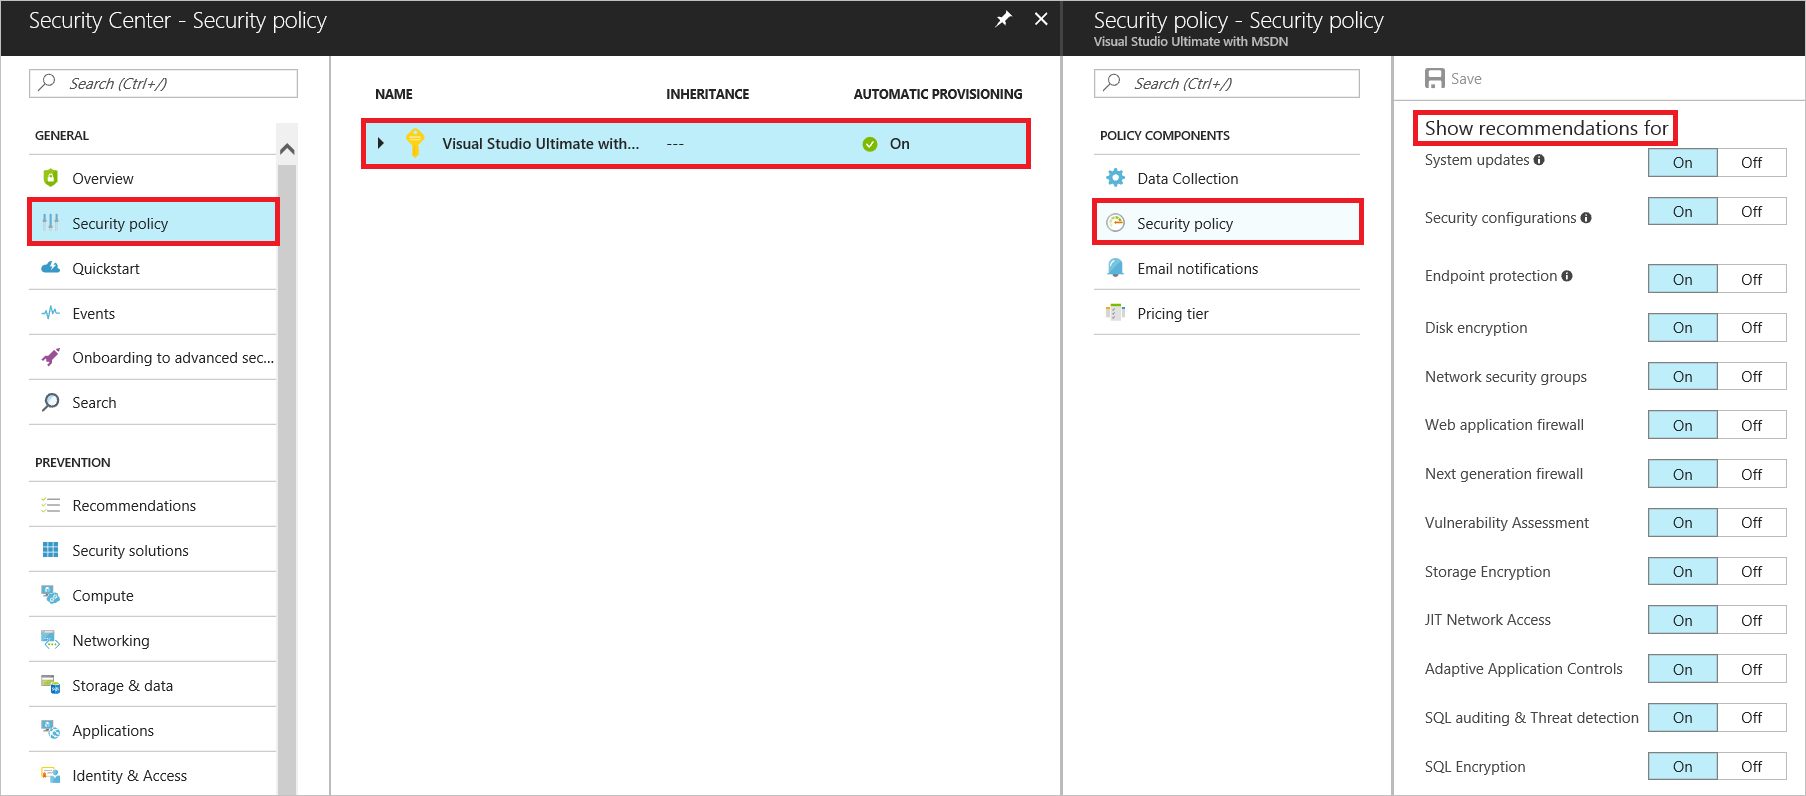 Security Center - Security policy
Search (Ctrl+/)
GENERAL
Overview
Security policy
Quickstart
Events
Onboarding to advanced sec...
Search
PREVENTION
Recommendations
Security solutions
Compute
Networking
Storage & data
Applications
Identity & Access
NAME INHERITANCE AUTOMATIC PROVISIONING
Visual Studio Ultimate with... --- On
Security policy - Security policy
Visual Studio Ultimate with MSDN
Search (Ctrl+/)
POLICY COMPONENTS
Data Collection
Security policy
Email notifications
Pricing tier
Save
Show recommendations for
System updates On Off
Security configurations On Off
Endpoint protection On Off
Disk encryption On Off
Network security groups On Off
Web application firewall On Off
Next generation firewall On Off
Vulnerability Assessment On Off
Storage Encryption On Off
JIT Network Access On Off
Adaptive Application Controls On Off
SQL auditing & Threat detection On Off
SQL Encryption On Off